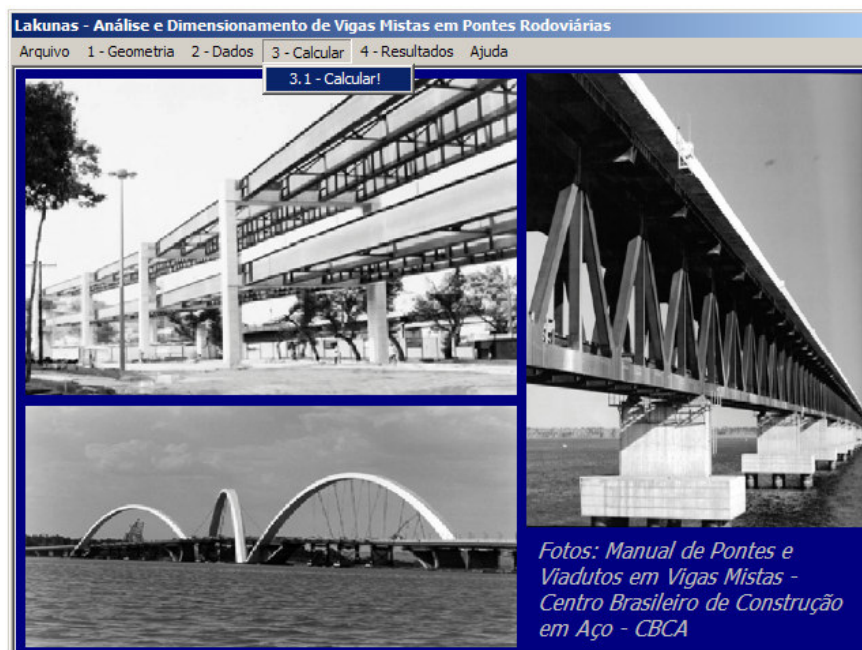 Lakunas - Análise e Dimensionamento de Vigas Mistas em Pontes Rodoviárias
Arquivo 1 - Geometria 2 - Dados 3 - Calcular 4 - Resultados Ajuda
3.1 - Calcular!
Fotos: Manual de Pontes e
Viadutos em Vigas Mistas -
Centro Brasileiro de Construção
em Aço - CBCA